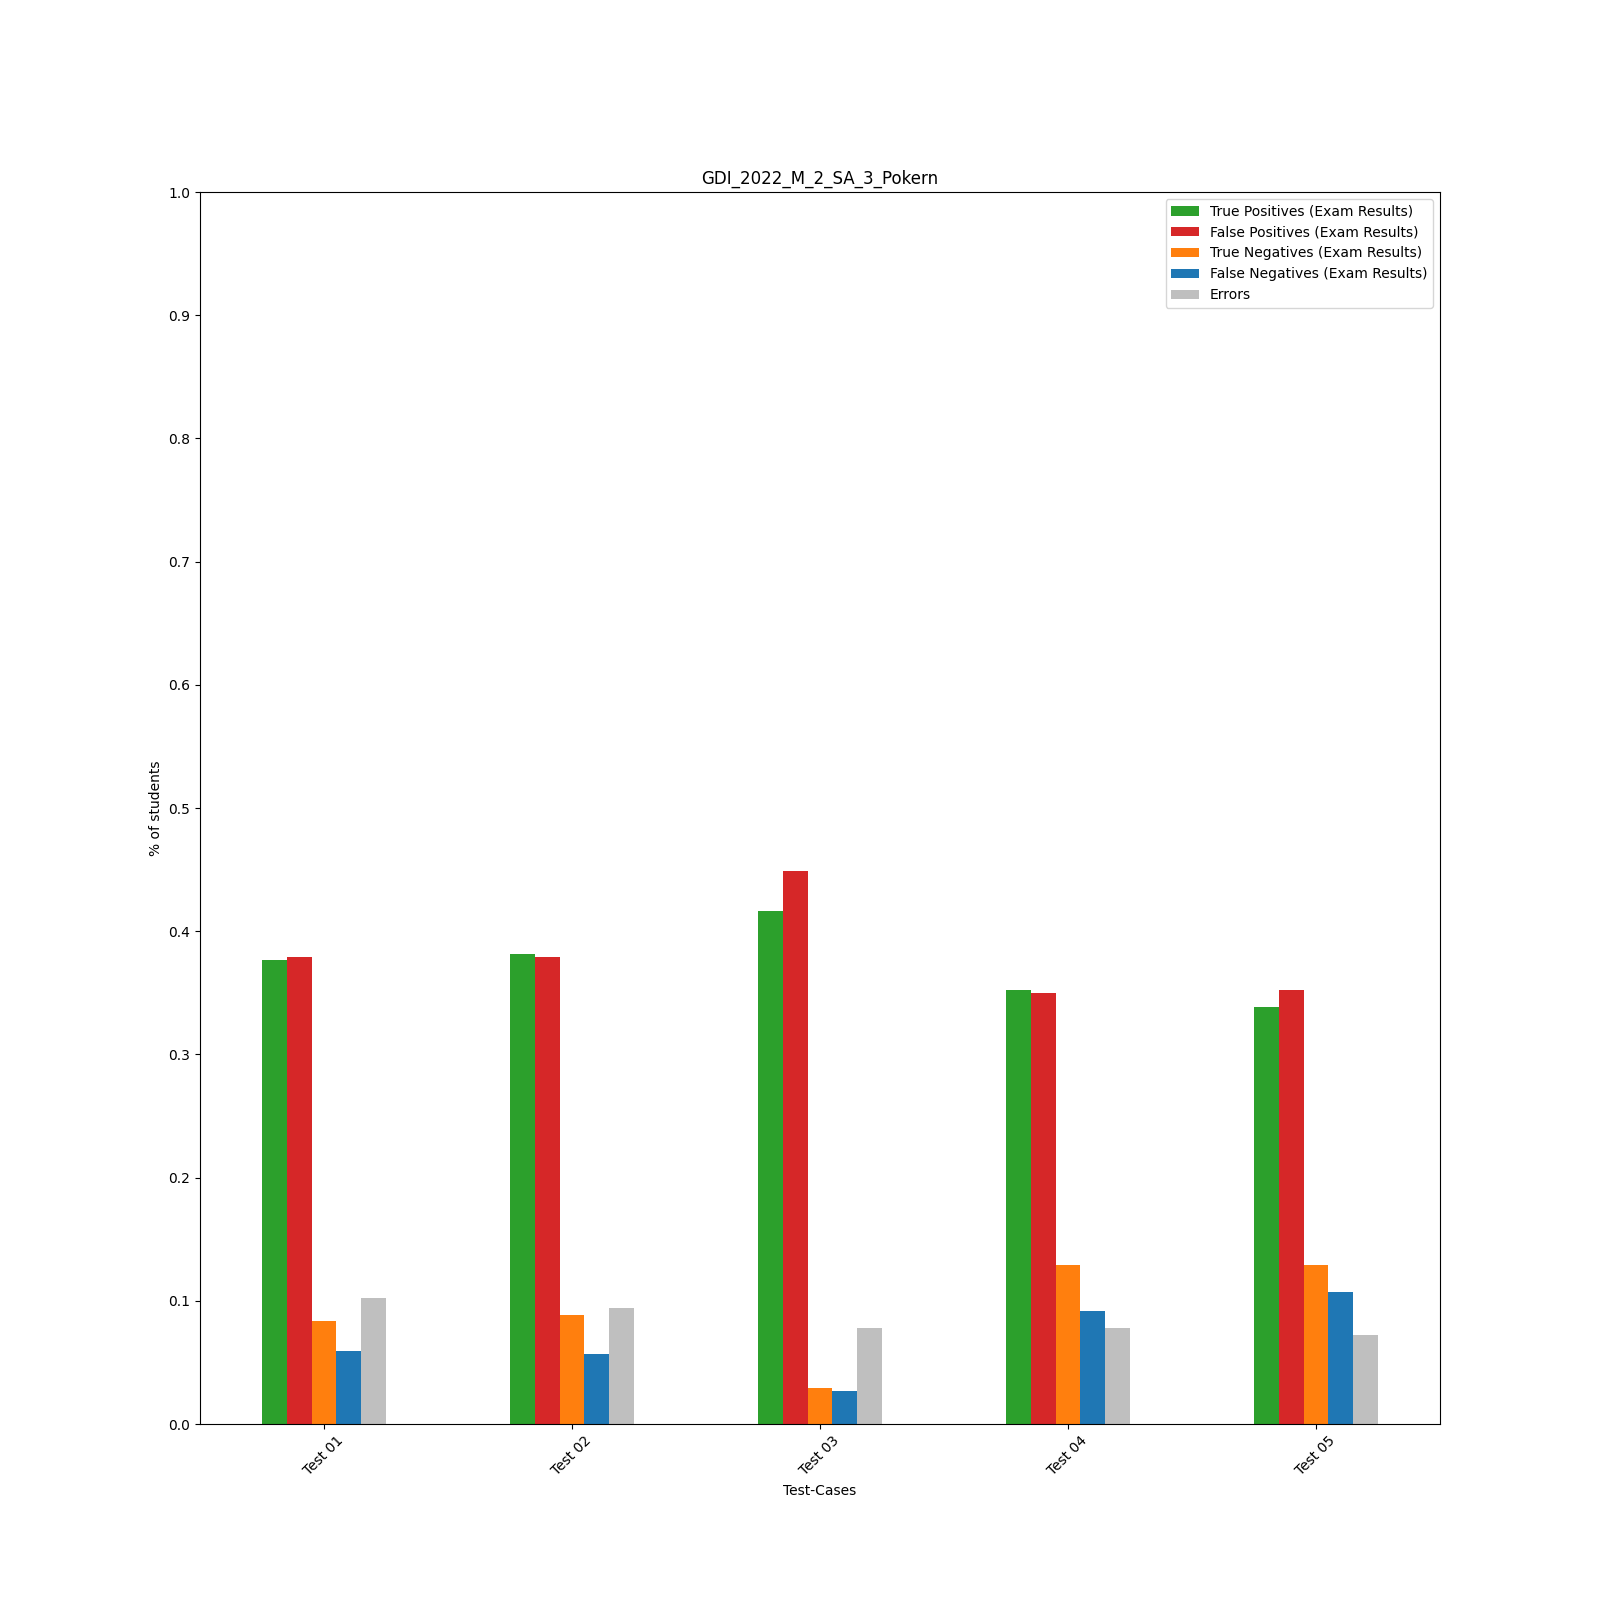 GDI_2022_M_2_SA_3_Pokern
1.0
0.9
0.8
0.7
0.6
0.5
0.4
0.3
0.2
0.1
0.0
% of students
True Positives (Exam Results)
False Positives (Exam Results)
True Negatives (Exam Results)
False Negatives (Exam Results)
Errors
Test 01
Test 02
Test 03
Test 04
Test 05
Test-Cases